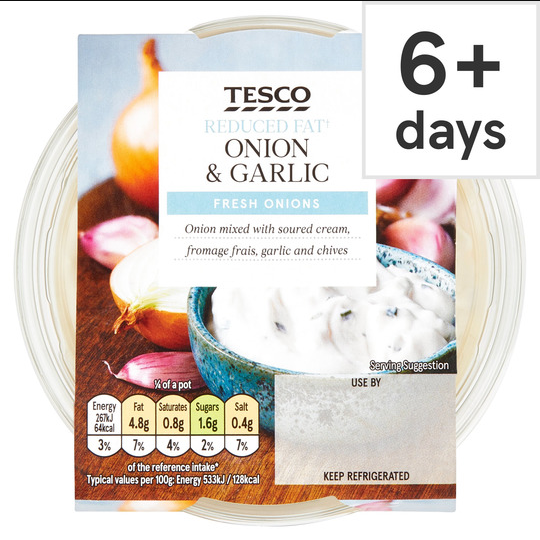 6+
days
TESCO
REDUCED FAT†
ONION
& GARLIC
FRESH ONIONS
Onion mixed with soured cream,
fromage frais, garlic and chives
Serving Suggestion
USE BY
KEEP REFRIGERATED
¼ of a pot
Energy Fat Saturates Sugars Salt
267kJ
64kcal 4.8g 0.8g 1.6g 0.4g
3% 7% 4% 2% 7%
of the reference intake*
Typical values per 100g: Energy 533kJ / 128kcal